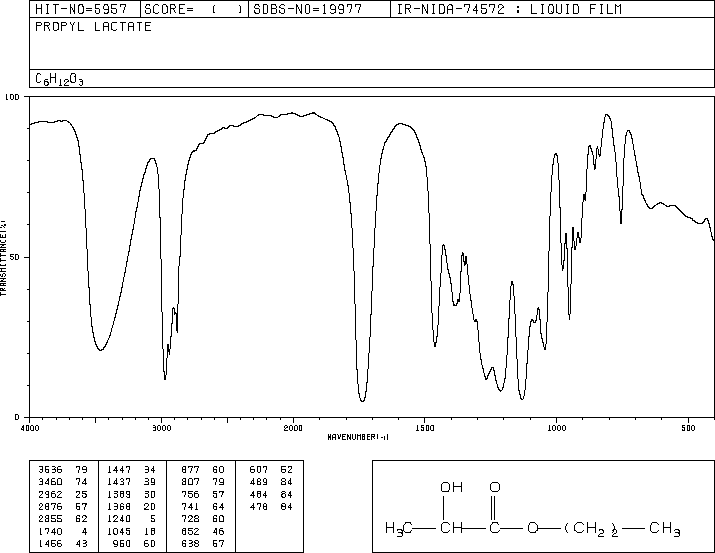 HIT-NO=5957 SCORE= ( ) SDBS-NO=19977 IR-NIDA-74572 : LIQUID FILM
PROPYL LACTATE
C6H12O3
100
TRANSMITTANCE(%)
50
0
4000 3000 2000 1500 1000 500
WAVENUMBER(-1)
3536 79 1447 34 877 60 607 52
3460 74 1437 39 807 79 489 84
2962 25 1389 30 756 57 484 84
2876 57 1368 20 741 64 478 84
2855 62 1240 5 728 60
1740 4 1045 18 652 46
1456 43 960 60 638 57
OH O
H3C CH C O (CH2)2 CH3